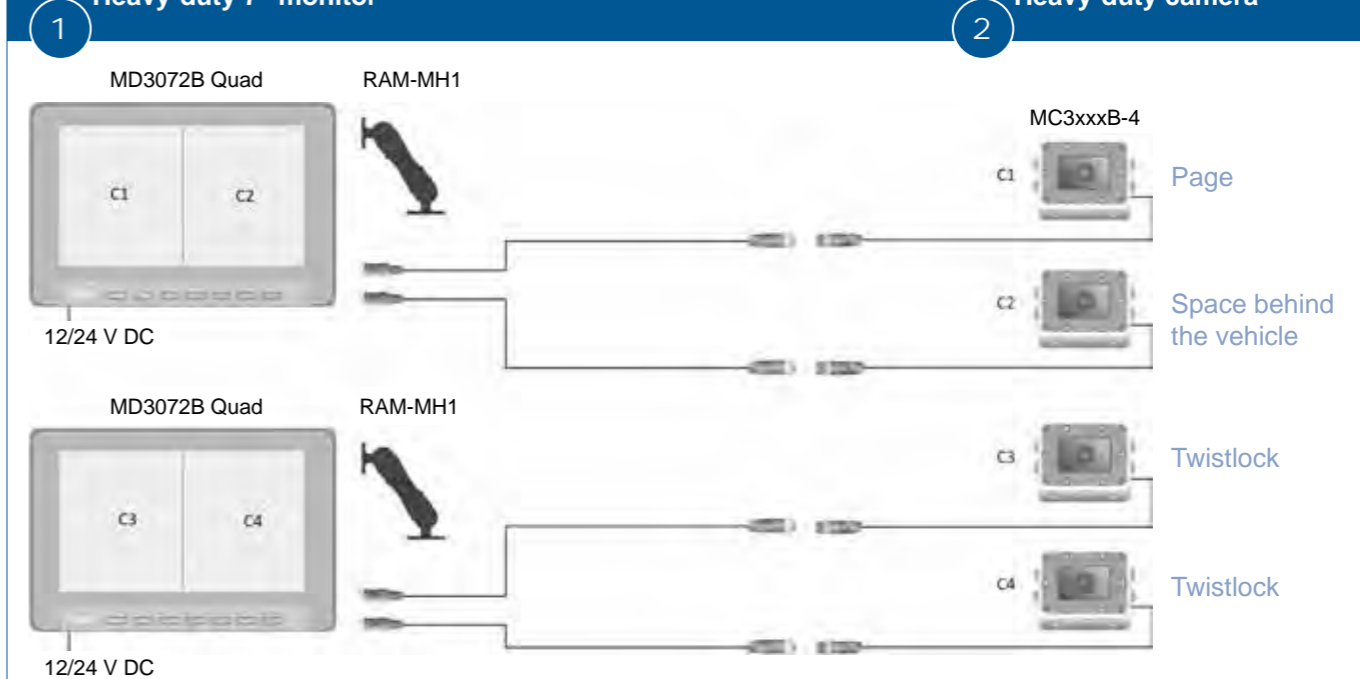 Heavy-duty 7" monitor
Heavy-duty camera
1
2
MD3072B Quad
RAM-MH1
MC3xxxB-4
C1
C2
C1
Page
C2
Space behind
the vehicle
12/24 V DC
MD3072B Quad
RAM-MH1
C3
C4
C3
Twistlock
C4
Twistlock
12/24 V DC